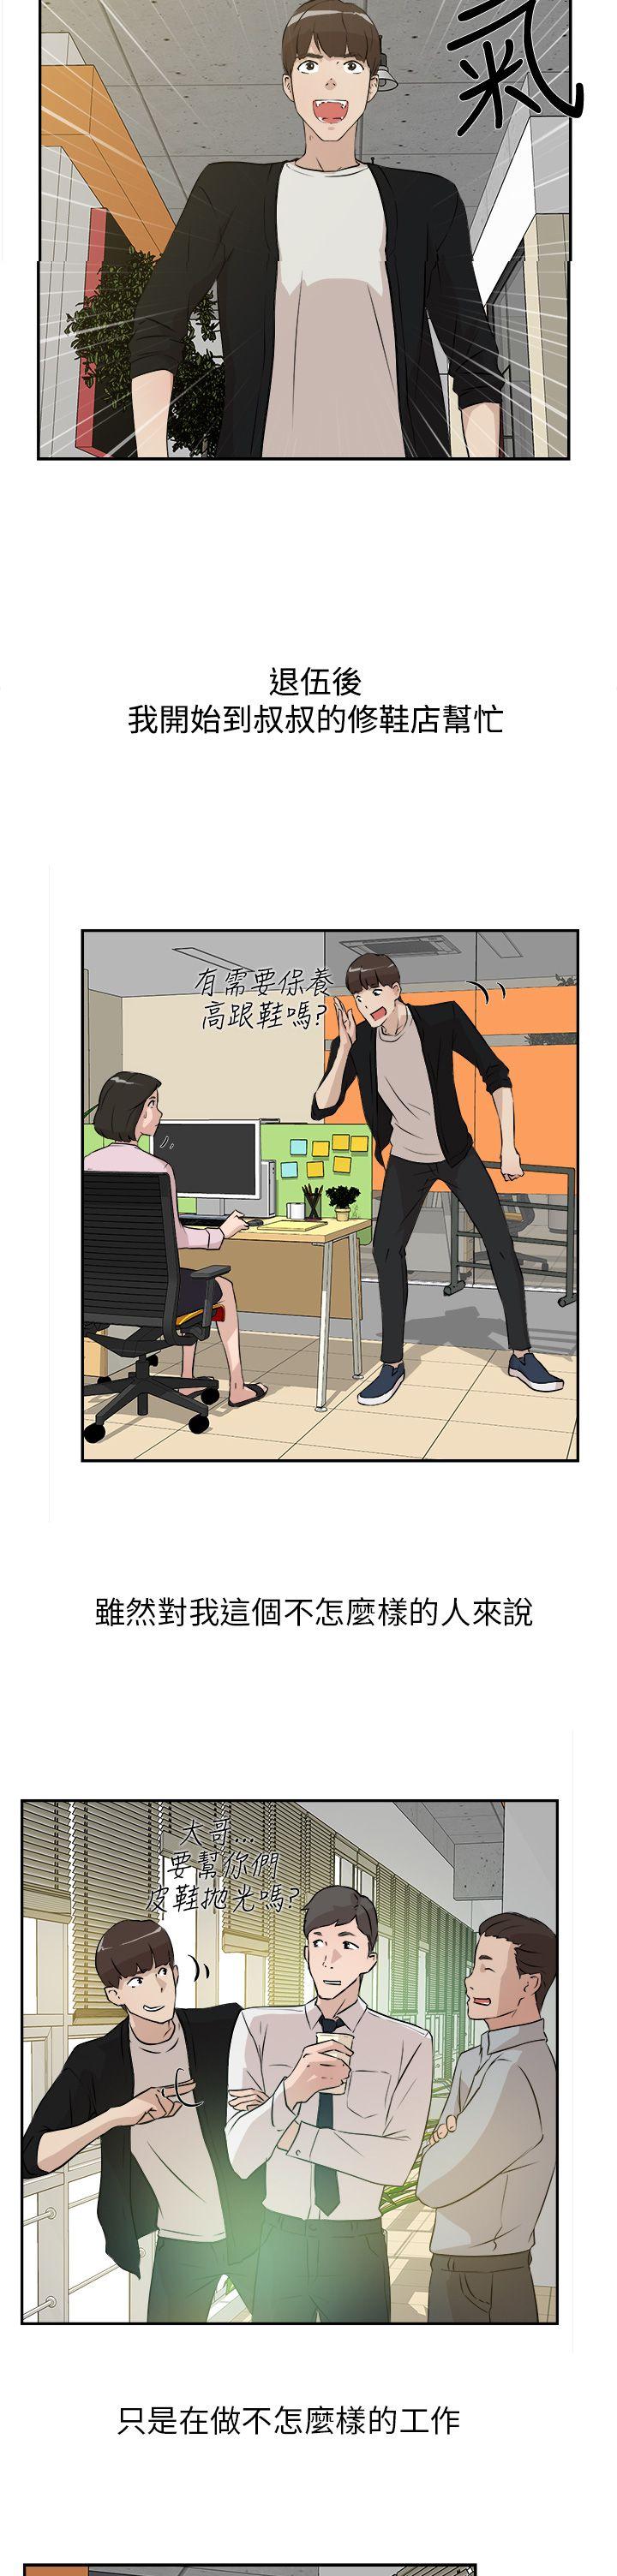 氣
退伍後
我開始到叔叔的修鞋店幫忙
有需要保養
高跟鞋嗎?
雖然對我這個不怎麼樣的人來說
大哥...
要幫你們
皮鞋拋光嗎?
只是在做不怎麼樣的工作